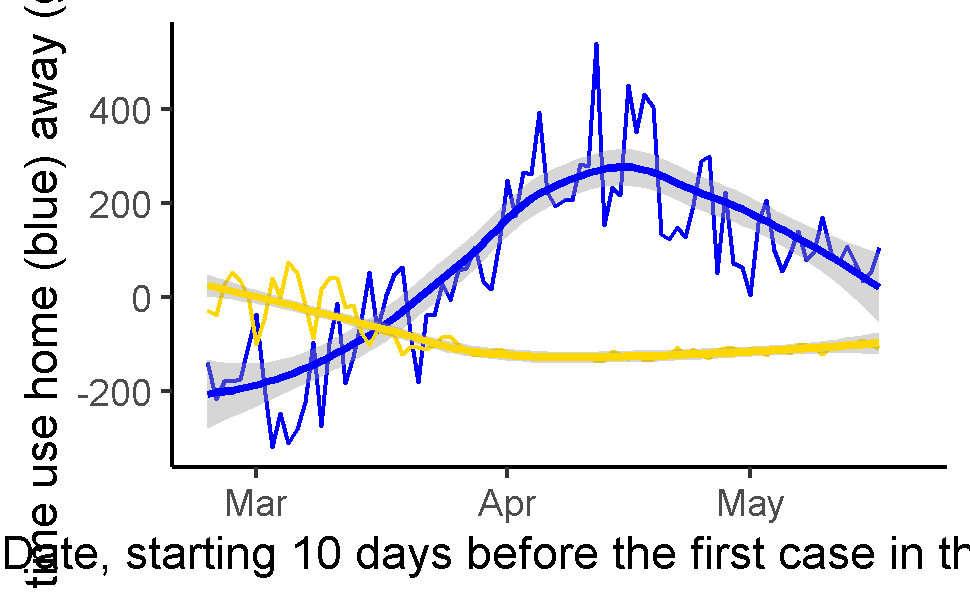 time use home (blue) away (
400
200
0
-200
Mar Apr May
Date, starting 10 days before the first case in th